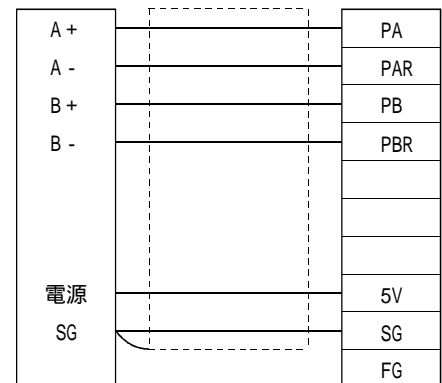 A + PA
A - PAR
B + PB
B - PBR
電源 5V
SG SG
FG